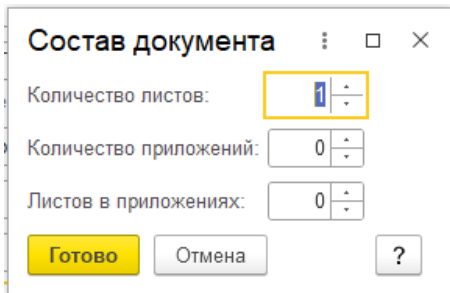 Состав документа
Количество листов: 1
Количество приложений: 0
Листов в приложениях: 0
Готово Отмена ?